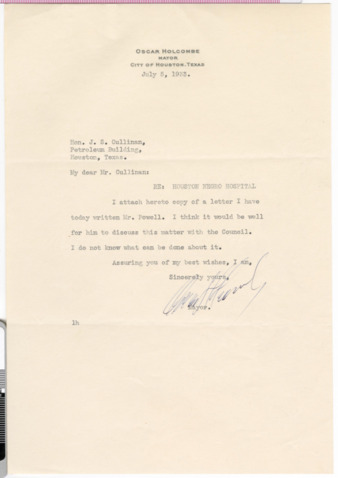 OSCAR HOLCOMBE
MAYOR
CITY OF HOUSTON, TEXAS
July 6, 1933.
Hon. J. S. Cullinan,
Petroleum Building,
Houston, Texas.
My dear Mr. Cullinan:
RE: HOUSTON NEGRO HOSPITAL
I attach hereto copy of a letter I have
today written Mr. Powell. I think it would be well
for him to discuss this matter with the Council.
I do not know what can be done about it.
Assuring you of my best wishes, I am,
Sincerely yours,
Mayor.
lh